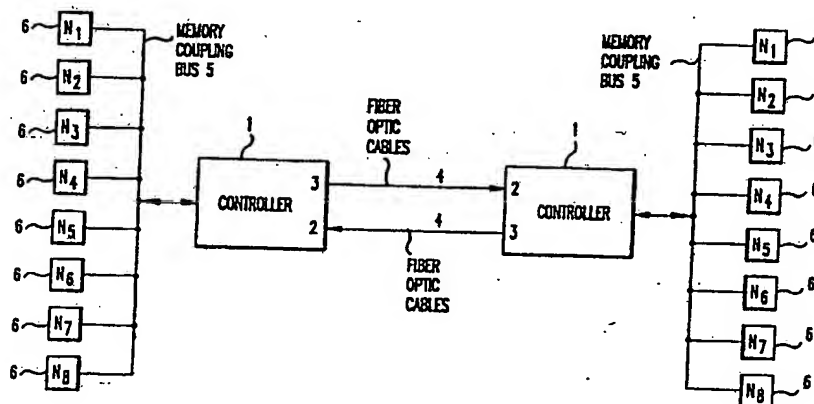 6 N1
6 N2
6 N3
6 N4
6 N5
6 N6
6 N7
6 N8
MEMORY
COUPLING
BUS 5
1
CONTROLLER
3
2
FIBER
OPTIC
CABLES
4
4
FIBER
OPTIC
CABLES
1
2
CONTROLLER
3
MEMORY
COUPLING
BUS 5
N1
N2
N3
N4 6
N5 6
N6 6
N7 6
N8 6